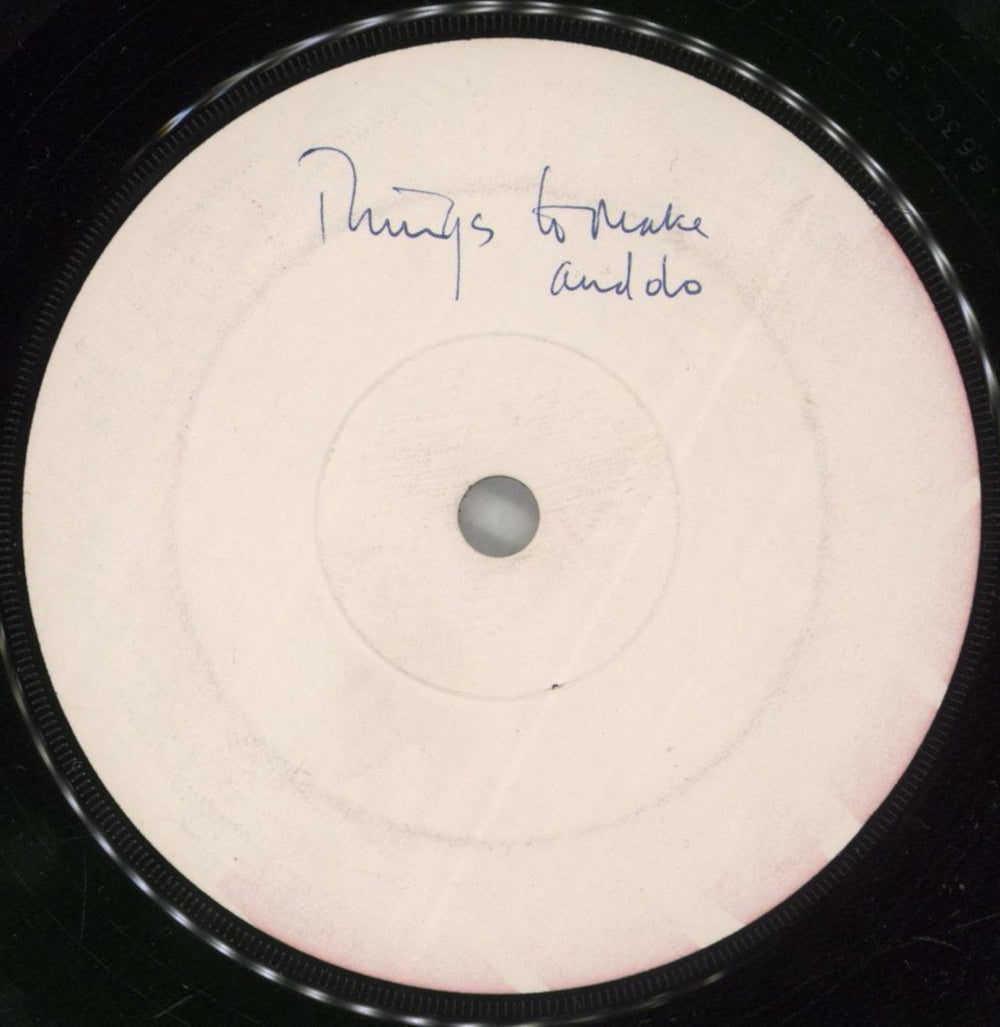 Things to make
and do